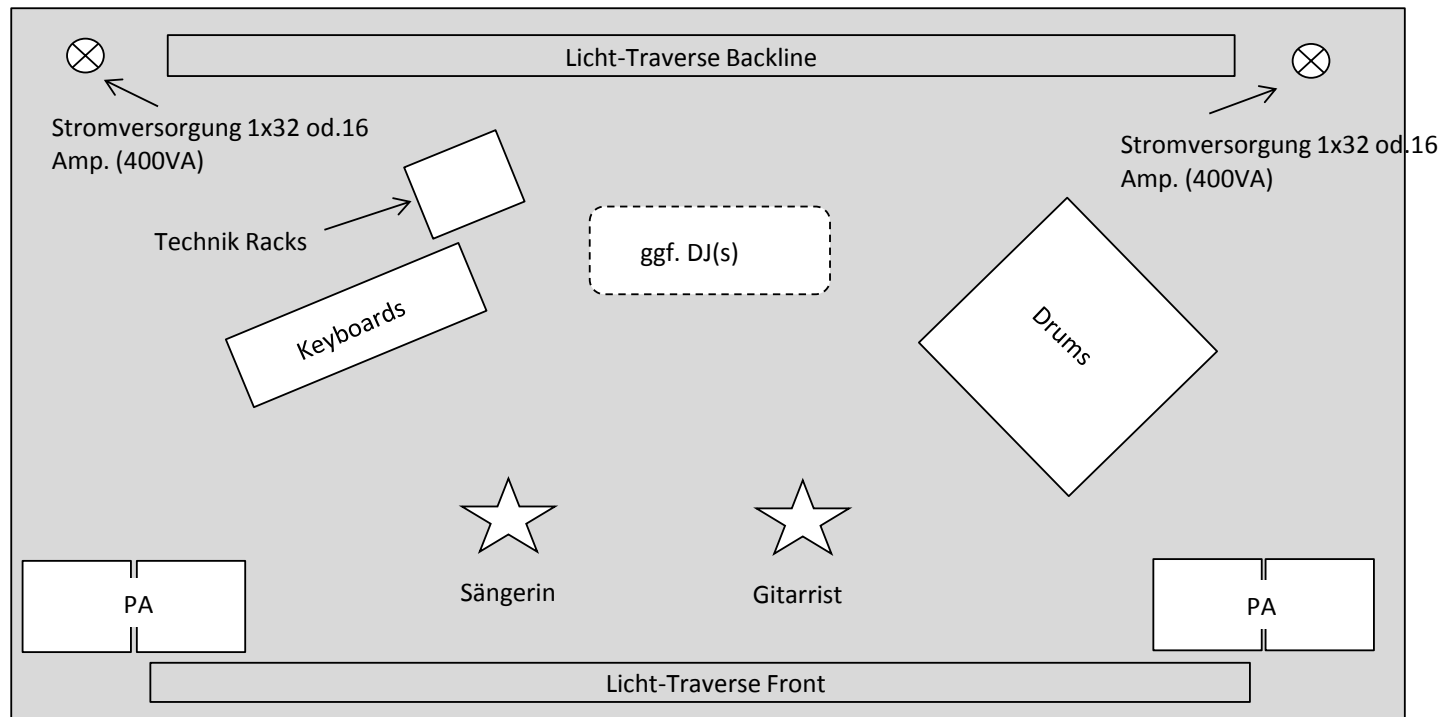 Licht-Traverse Backline
Stromversorgung 1x32 od.16
Amp. (400VA)
Stromversorgung 1x32 od.16
Amp. (400VA)
Technik Racks
ggf. DJ(s)
Keyboards
Drums
Sängerin
Gitarrist
PA
PA
Licht-Traverse Front